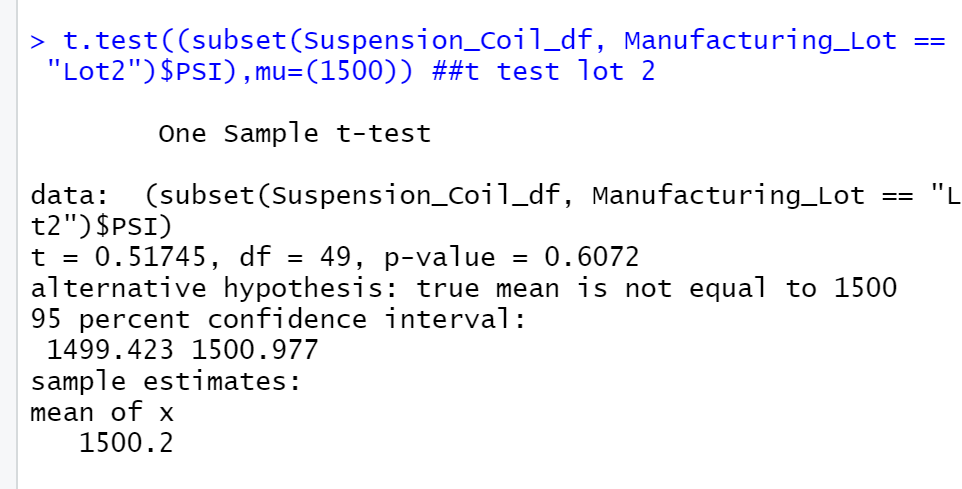 > t.test((subset(Suspension_Coil_df, Manufacturing_Lot ==
"Lot2")$PSI),mu=(1500)) ##t test lot 2
One Sample t-test
data:  (subset(Suspension_Coil_df, Manufacturing_Lot == "L
t2")$PSI)
t = 0.51745, df = 49, p-value = 0.6072
alternative hypothesis: true mean is not equal to 1500
95 percent confidence interval:
1499.423 1500.977
sample estimates:
mean of x
1500.2